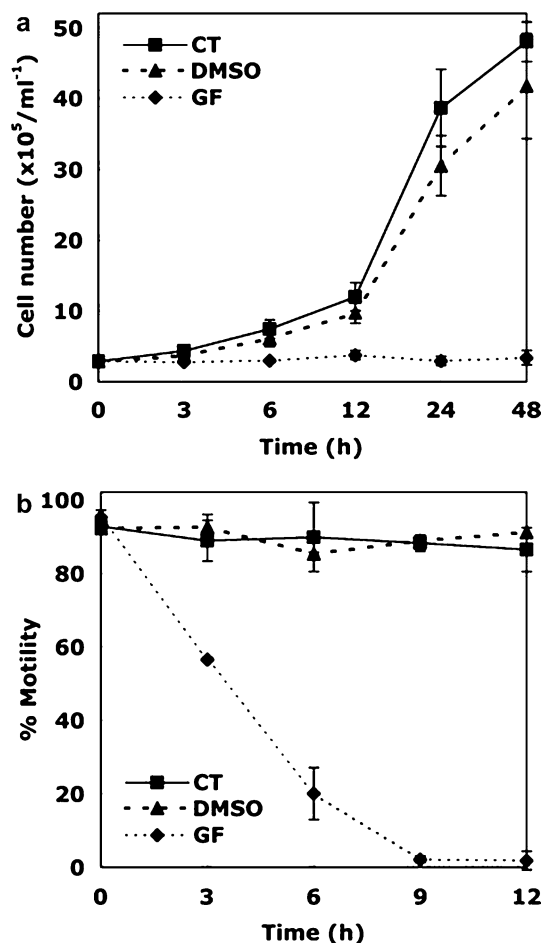 a
50
40
30
20
10
0
Cell number (x10⁵/ml⁻¹)
CT
DMSO
GF
0 3 6 12 24 48
Time (h)
b
100
80
60
40
20
0
% Motility
CT
DMSO
GF
0 3 6 9 12
Time (h)